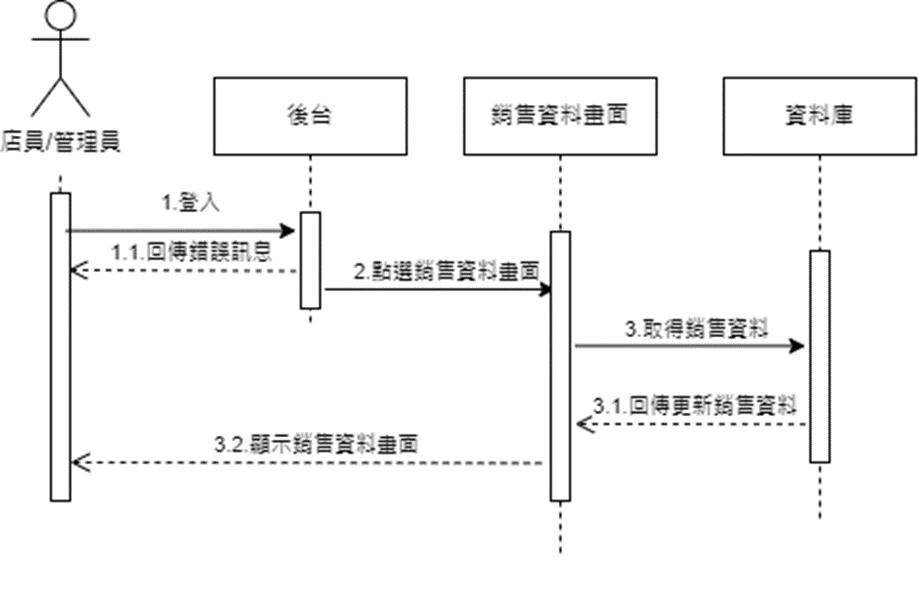 後台
銷售資料畫面
資料庫
店員/管理員
1.登入
1.1.回傳錯誤訊息
2.點選銷售資料畫面
3.取得銷售資料
3.1.回傳更新銷售資料
3.2.顯示銷售資料畫面